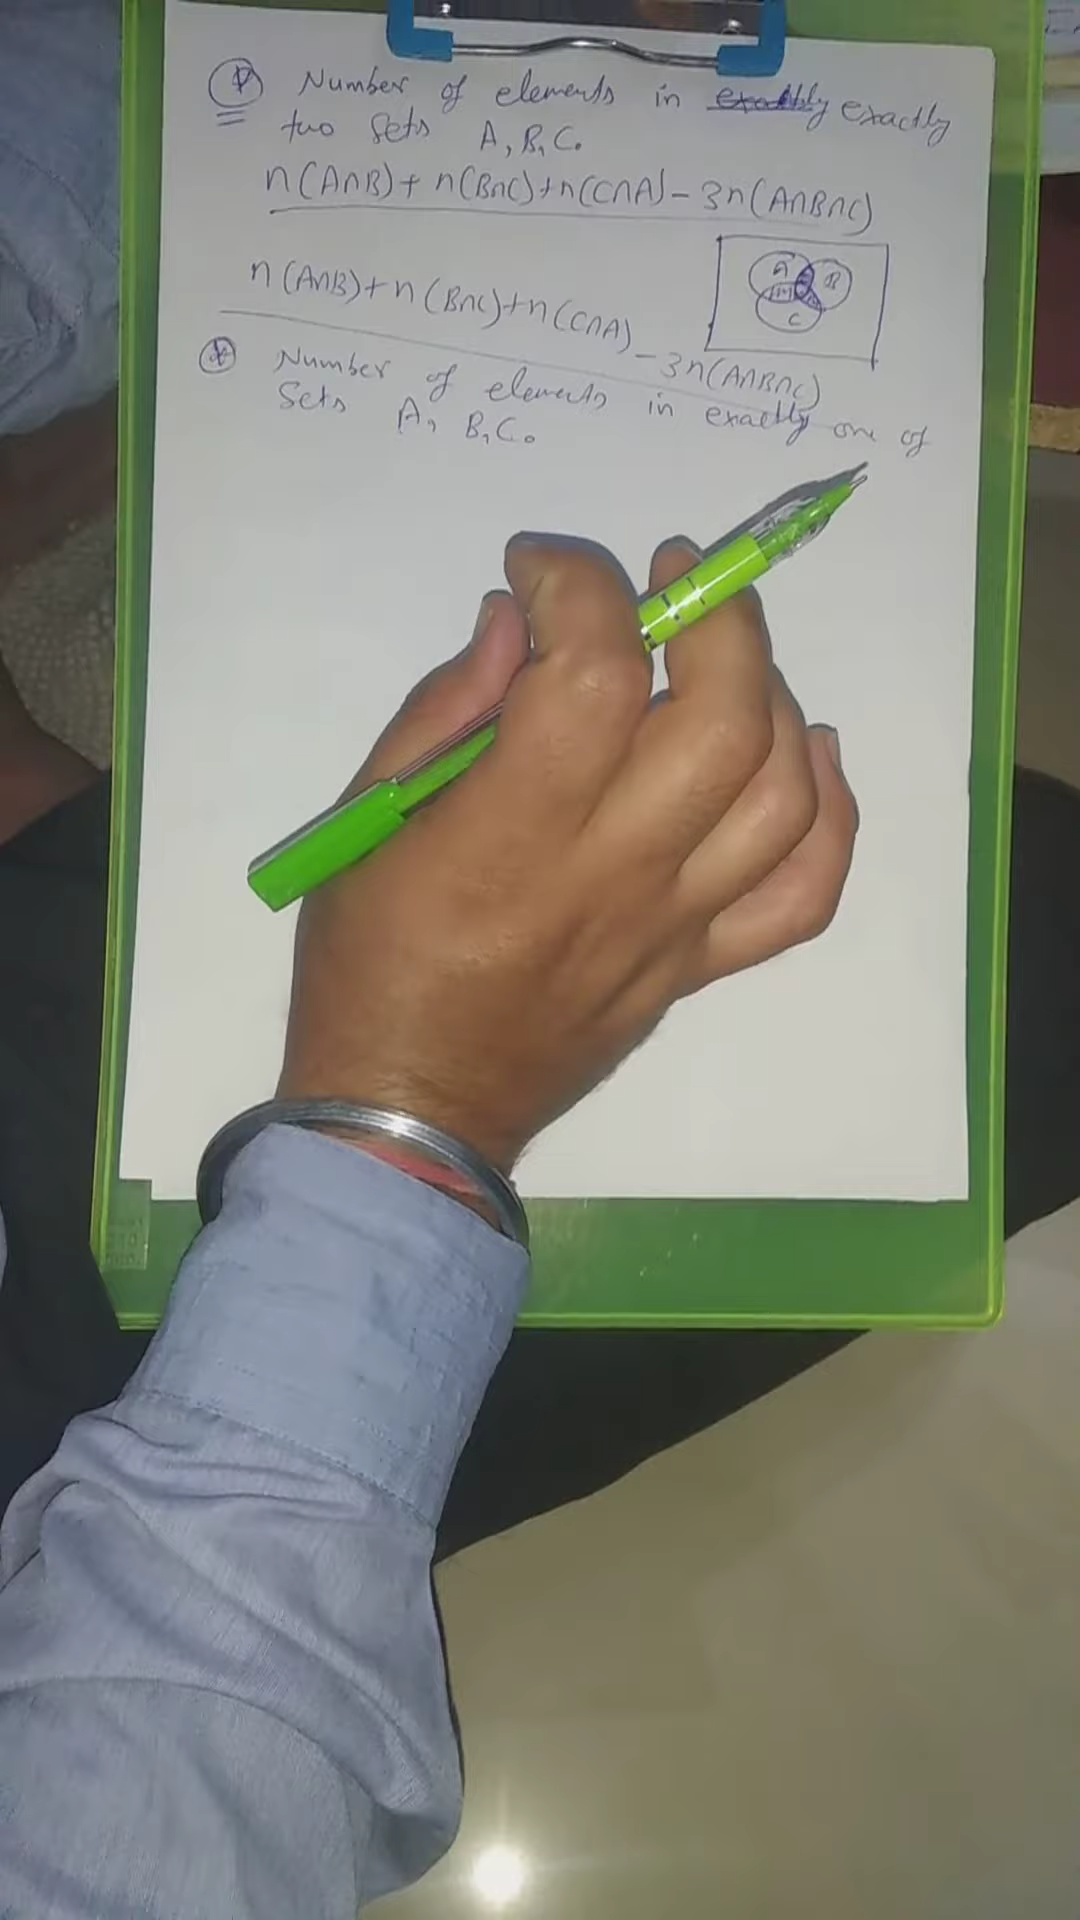 Number of elements in exactly exactly
two Sets A, B, C.
n(A∩B)+ n(B∩C)+n(C∩A)- 3n(A∩B∩C)
A B
C
n(A∩B)+n(B∩C)+n(C∩A)-3n(A∩B∩C)
Number of elements in exactly one of
Sets A, B, C.